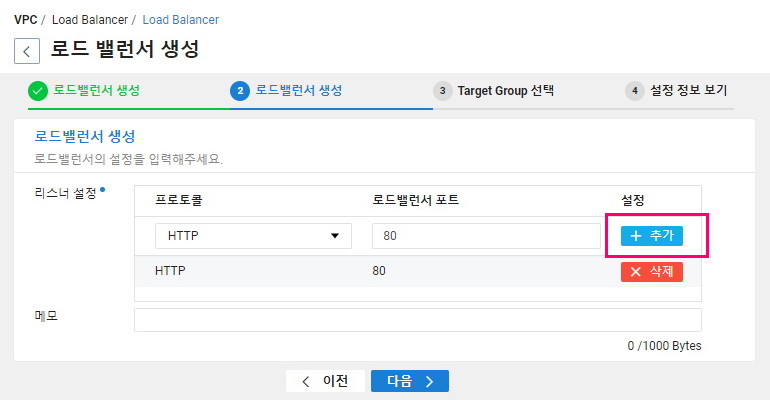 VPC / Load Balancer / Load Balancer
로드 밸런서 생성
로드밸런서 생성 2 로드밸런서 생성 3 Target Group 선택 4 설정 정보 보기
로드밸런서 생성
로드밸런서의 설정을 입력해주세요.
리스너 설정 프로토콜 로드밸런서 포트 설정
HTTP 80 + 추가
HTTP 80 × 삭제
메모
0 /1000 Bytes
< 이전 다음 >